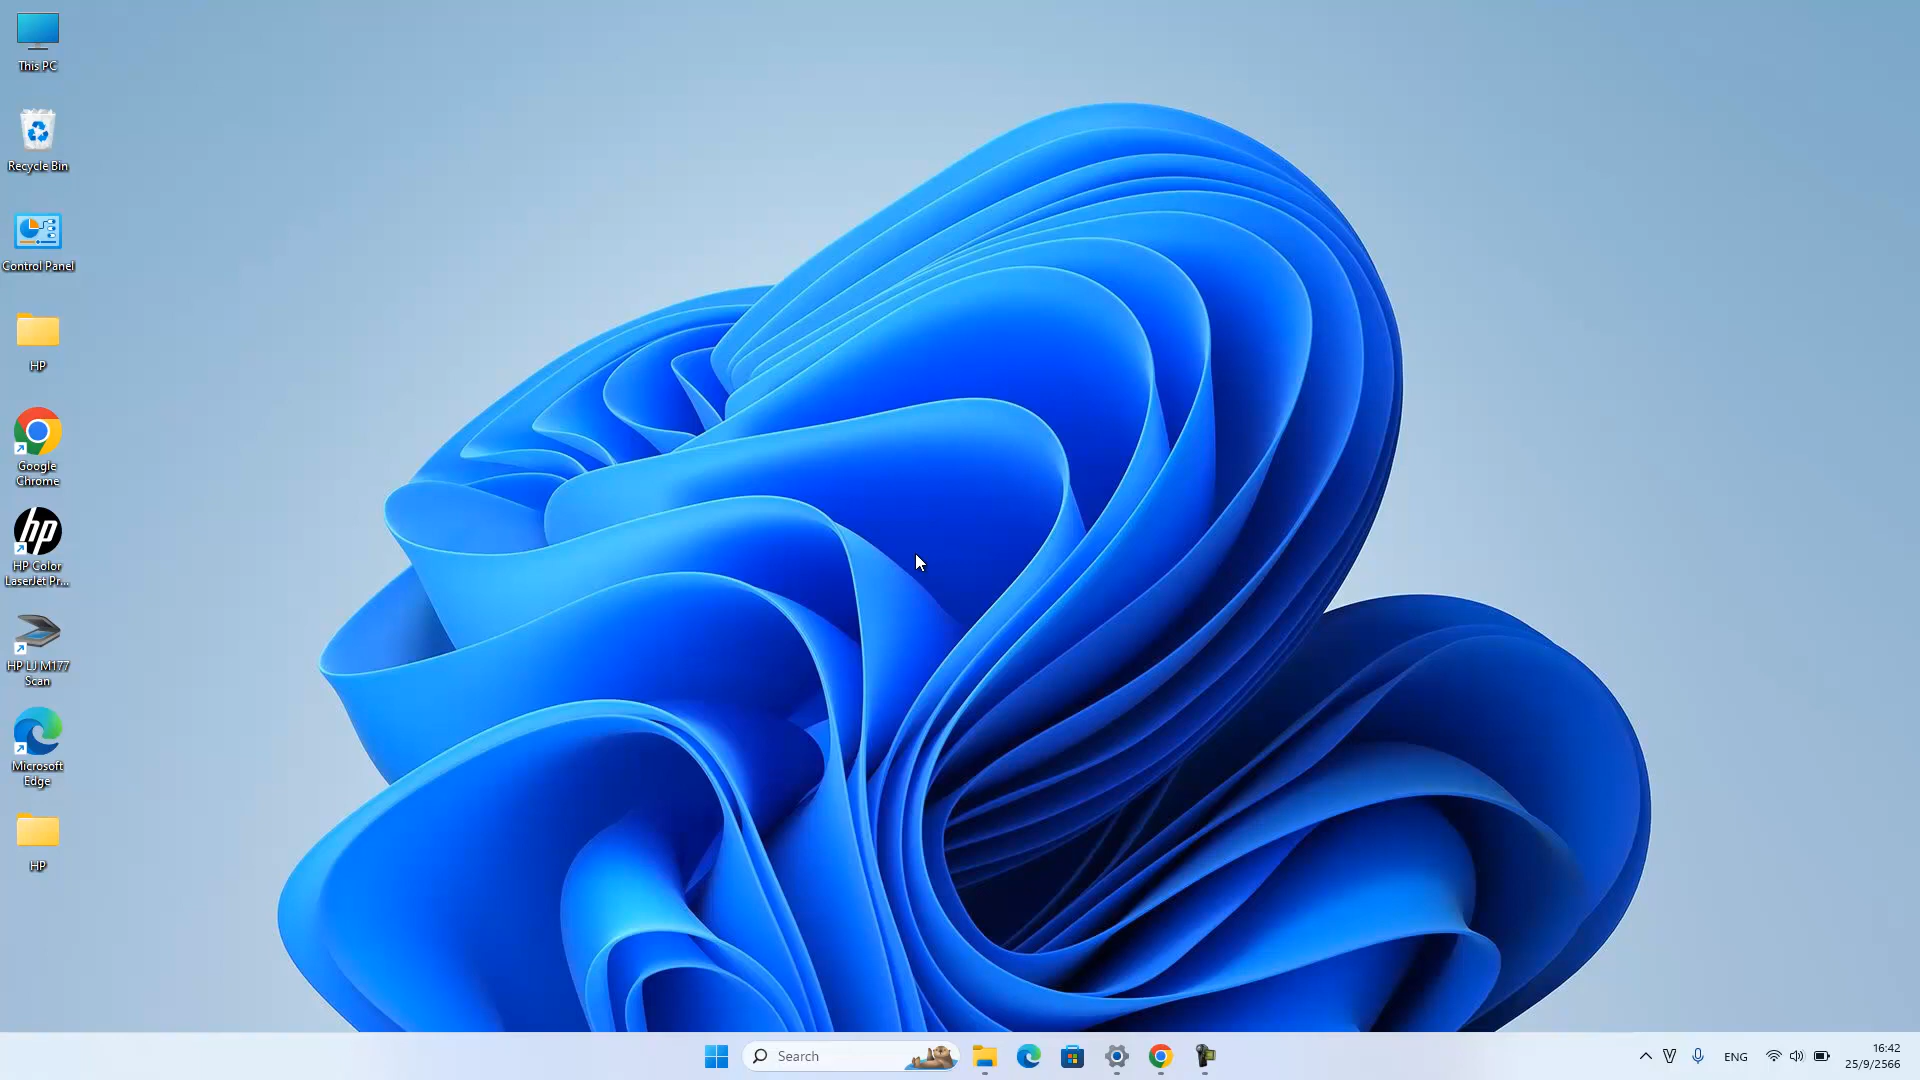 This PC
Recycle Bin
Control Panel
HP
Google
Chrome
hp
HP Color
LaserJet Pr...
HP LJ M177
Scan
Microsoft
Edge
HP
Search
ENG
16:42
25/9/2566